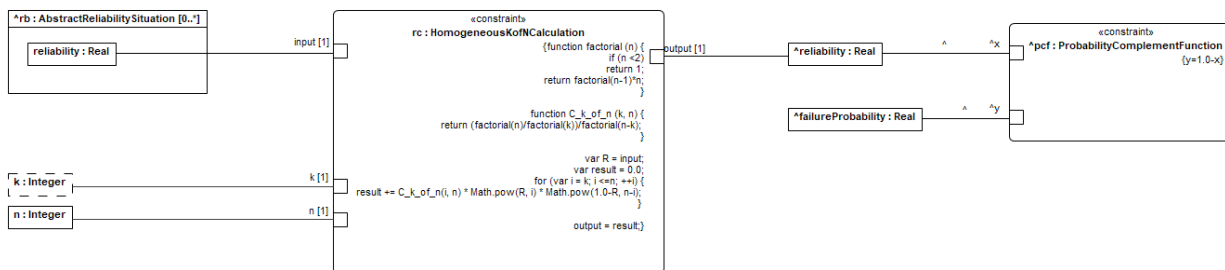 ^rb : AbstractReliabilitySituation [0..*]
reliability : Real
input [1]
k : Integer
k [1]
n : Integer
n [1]
«constraint»
rc : HomogeneousKofNCalculation
{function factorial (n) {
if (n <2)
return 1;
return factorial(n-1)*n;
}
function C_k_of_n (k, n) {
return (factorial(n)/factorial(k))/factorial(n-k);
}
var R = input;
var result = 0.0;
for (var i = k; i <=n; ++i) {
result += C_k_of_n(i, n) * Math.pow(R, i) * Math.pow(1.0-R, n-i);
}
output = result;}
output [1]
^reliability : Real
^
^x
^failureProbability : Real
^
^y
«constraint»
^pcf : ProbabilityComplementFunction
{y=1.0-x}